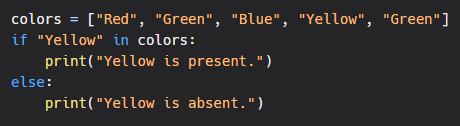 colors = ["Red", "Green", "Blue", "Yellow", "Green"]
if "Yellow" in colors:
    print("Yellow is present.")
else:
    print("Yellow is absent.")